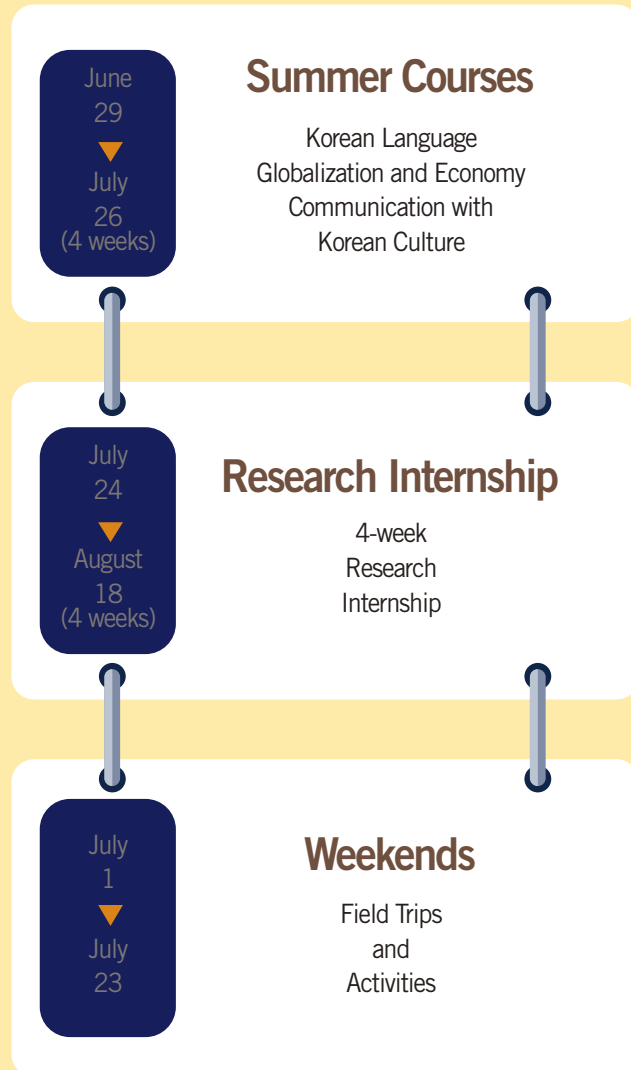 June
29
July
26
(4 weeks)
Summer Courses
Korean Language
Globalization and Economy
Communication with
Korean Culture
July
24
August
18
(4 weeks)
Research Internship
4-week
Research
Internship
July
1
July
23
Weekends
Field Trips
and
Activities